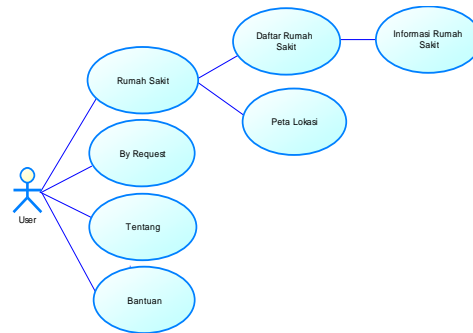 Daftar Rumah
Sakit
Informasi Rumah
Sakit
Rumah Sakit
Peta Lokasi
By Request
User
Tentang
Bantuan